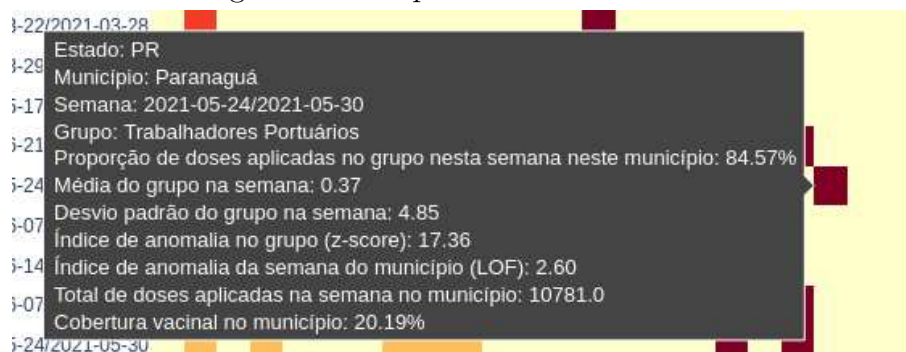 3-22/2021-03-28
Estado: PR
3-29
Município: Paranaguá
5-17
Semana: 2021-05-24/2021-05-30
Grupo: Trabalhadores Portuários
6-21
Proporção de doses aplicadas no grupo nesta semana neste município: 84.57%
5-24
Média do grupo na semana: 0.37
Desvio padrão do grupo na semana: 4.85
6-07
Índice de anomalia no grupo (z-score): 17.36
6-14
Índice de anomalia da semana do município (LOF): 2.60
Total de doses aplicadas na semana no município: 10781.0
6-07
Cobertura vacinal no município: 20.19%
5-24/2021-05-30